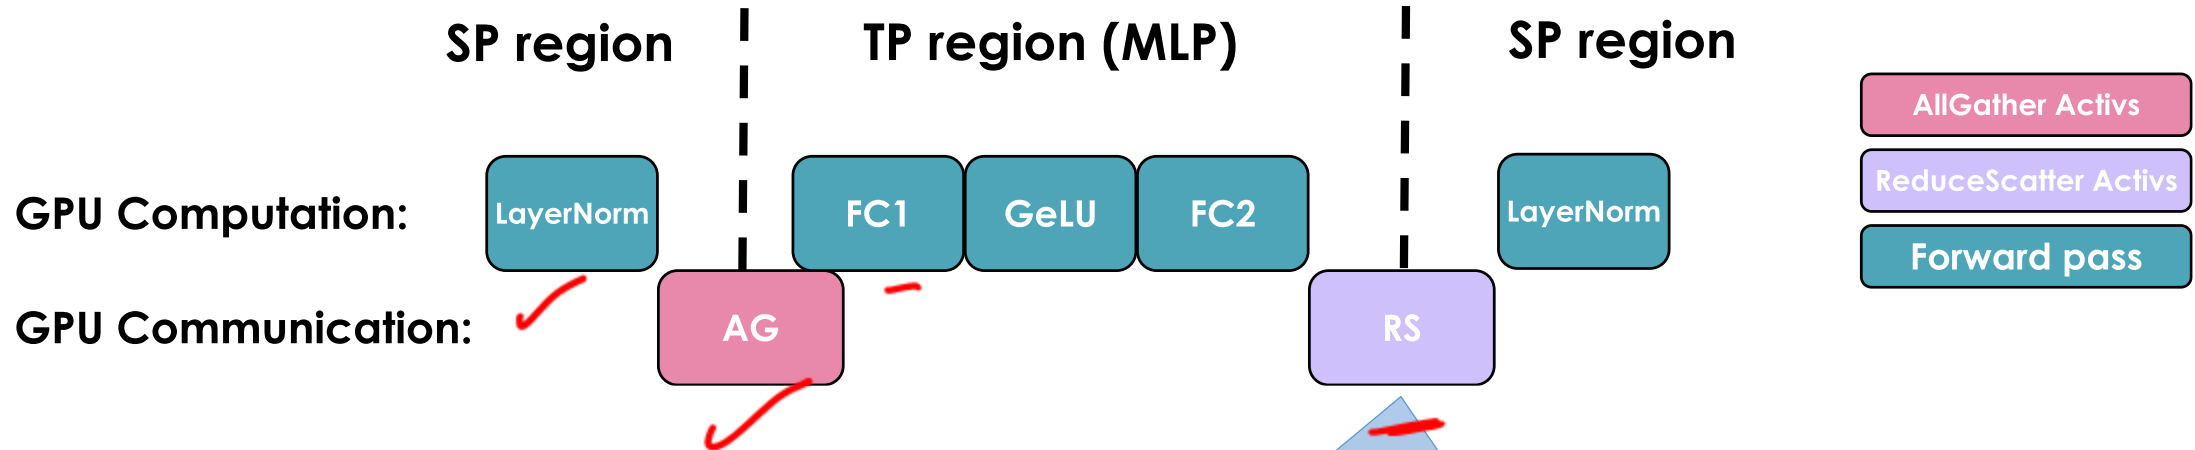 SP region
TP region (MLP)
SP region
AllGather Activs
ReduceScatter Activs
Forward pass
GPU Computation:
LayerNorm
FC1
GeLU
FC2
LayerNorm
GPU Communication:
AG
RS